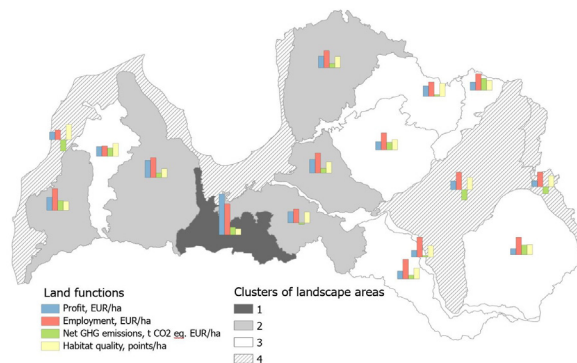 Land functions
Profit, EUR/ha
Employment, EUR/ha
Net GHG emissions, t CO2 eq. EUR/ha
Habitat quality, points/ha
Clusters of landscape areas
1
2
3
4